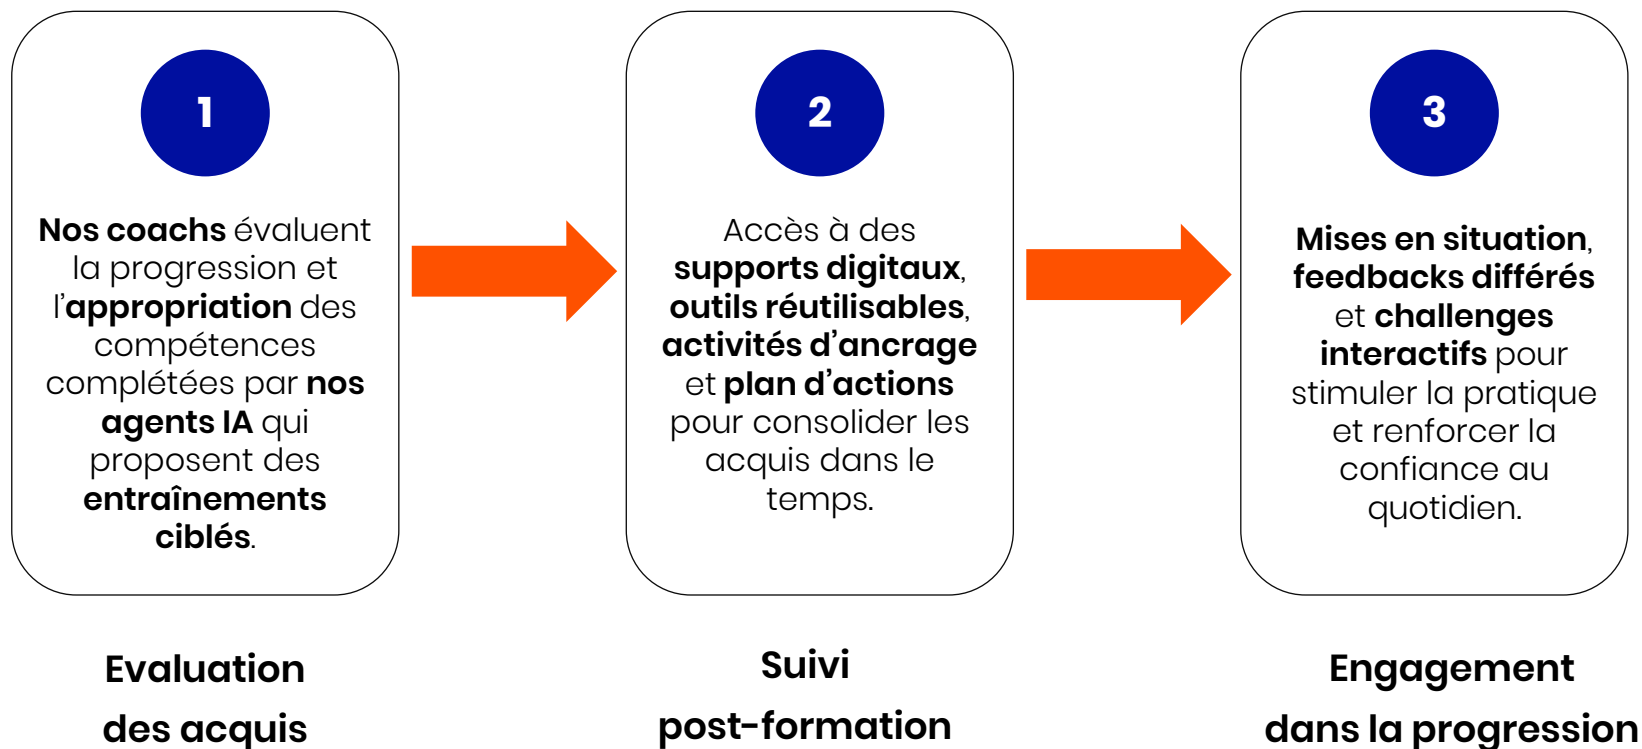 1
Nos coachs évaluent
la progression et
l’appropriation des
compétences
complétées par nos
agents IA qui
proposent des
entraînements
ciblés.
Evaluation
des acquis
2
Accès à des
supports digitaux,
outils réutilisables,
activités d’ancrage
et plan d’actions
pour consolider les
acquis dans le
temps.
Suivi
post-formation
3
Mises en situation,
feedbacks différés
et challenges
interactifs pour
stimuler la pratique
et renforcer la
confiance au
quotidien.
Engagement
dans la progression